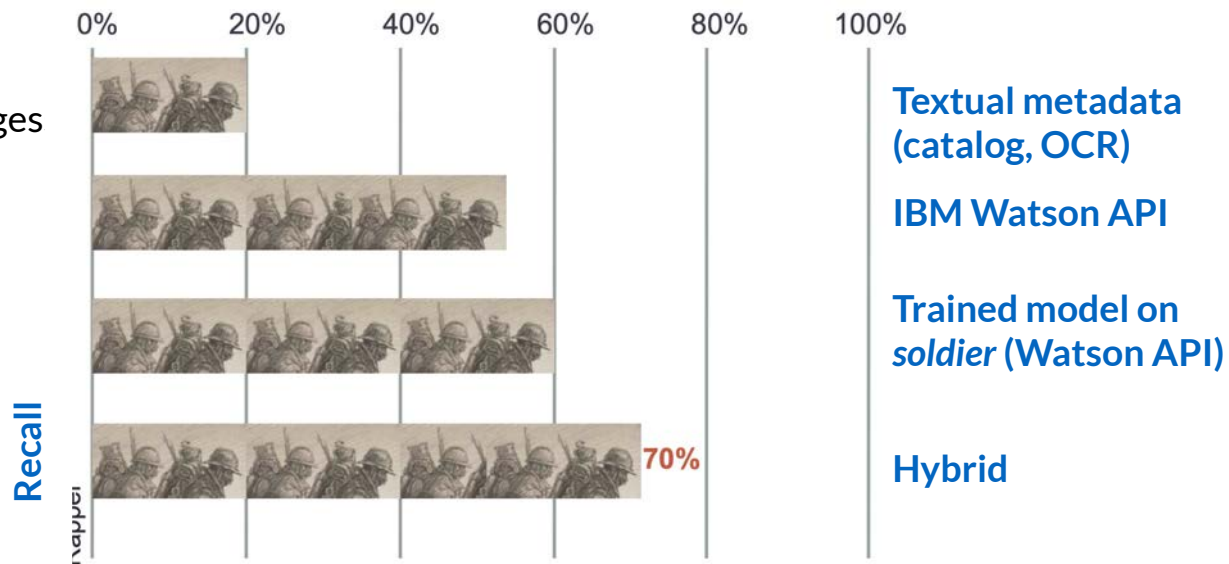 0% 20% 40% 60% 80% 100%
Textual metadata
(catalog, OCR)
IBM Watson API
Trained model on
soldier (Watson API)
Recall
70%
Hybrid